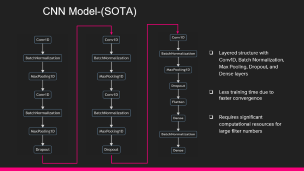 CNN Model-(SOTA)
Conv1D
BatchNormalization
MaxPooling1D
Conv1D
BatchNormalization
MaxPooling1D
Dropout
Conv1D
BatchNormalization
MaxPooling1D
Conv1D
BatchNormalization
MaxPooling1D
Dropout
Conv1D
BatchNormalization
MaxPooling1D
Dropout
Flatten
Dense
BatchNormalization
Dense
Layered structure with
Conv1D, Batch Normalization,
Max Pooling, Dropout, and
Dense layers
Less training time due to
faster convergence
Requires significant
computational resources for
large filter numbers